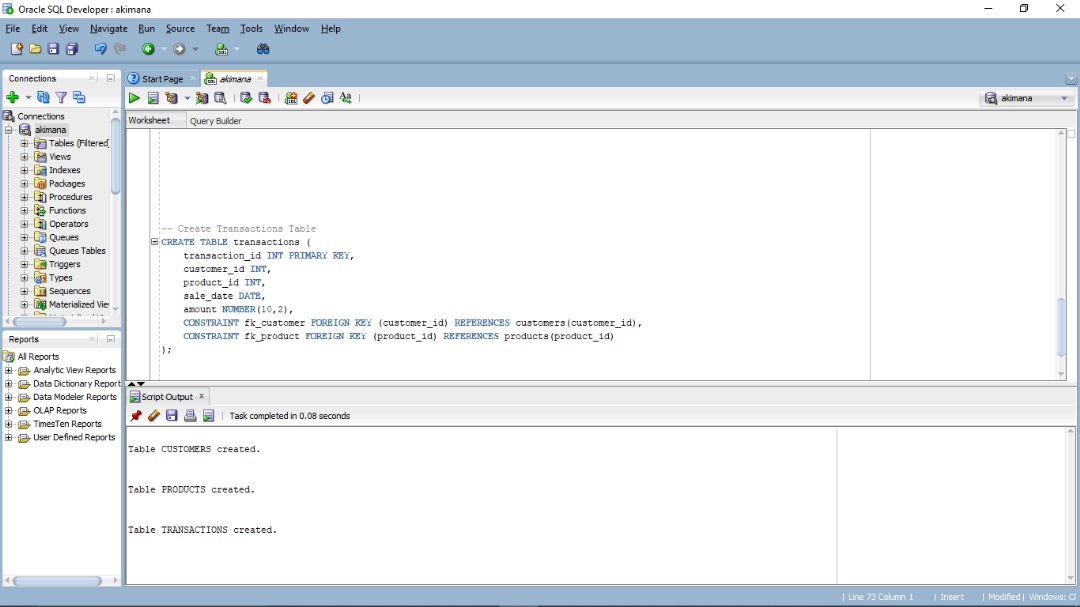 Oracle SQL Developer : akimana
File Edit View Navigate Run Source Team Tools Window Help
Connections
Start Page
akimana
akimana
Connections
akimana
Tables (Filtered)
Views
Indexes
Packages
Procedures
Functions
Operators
Queues
Queues Tables
Triggers
Types
Sequences
Materialized Vie
Worksheet Query Builder
-- Create Transactions Table
CREATE TABLE transactions (
transaction_id INT PRIMARY KEY,
customer_id INT,
product_id INT,
sale_date DATE,
amount NUMBER(10,2),
CONSTRAINT fk_customer FOREIGN KEY (customer_id) REFERENCES customers(customer_id),
CONSTRAINT fk_product FOREIGN KEY (product_id) REFERENCES products(product_id)
);
Reports
All Reports
Analytic View Reports
Data Dictionary Report
Data Modeler Reports
OLAP Reports
TimesTen Reports
User Defined Reports
Script Output
Task completed in 0.08 seconds
Table CUSTOMERS created.
Table PRODUCTS created.
Table TRANSACTIONS created.
| Line 73 Column 1 | Insert | Modified | Windows: